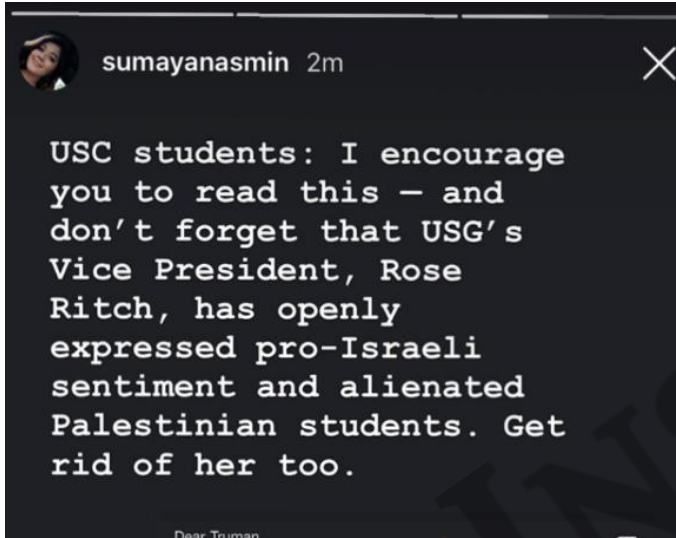 sumayanasmin 2m
USC students: I encourage
you to read this — and
don't forget that USG's
Vice President, Rose
Ritch, has openly
expressed pro-Israeli
sentiment and alienated
Palestinian students. Get
rid of her too.
Dear Truman